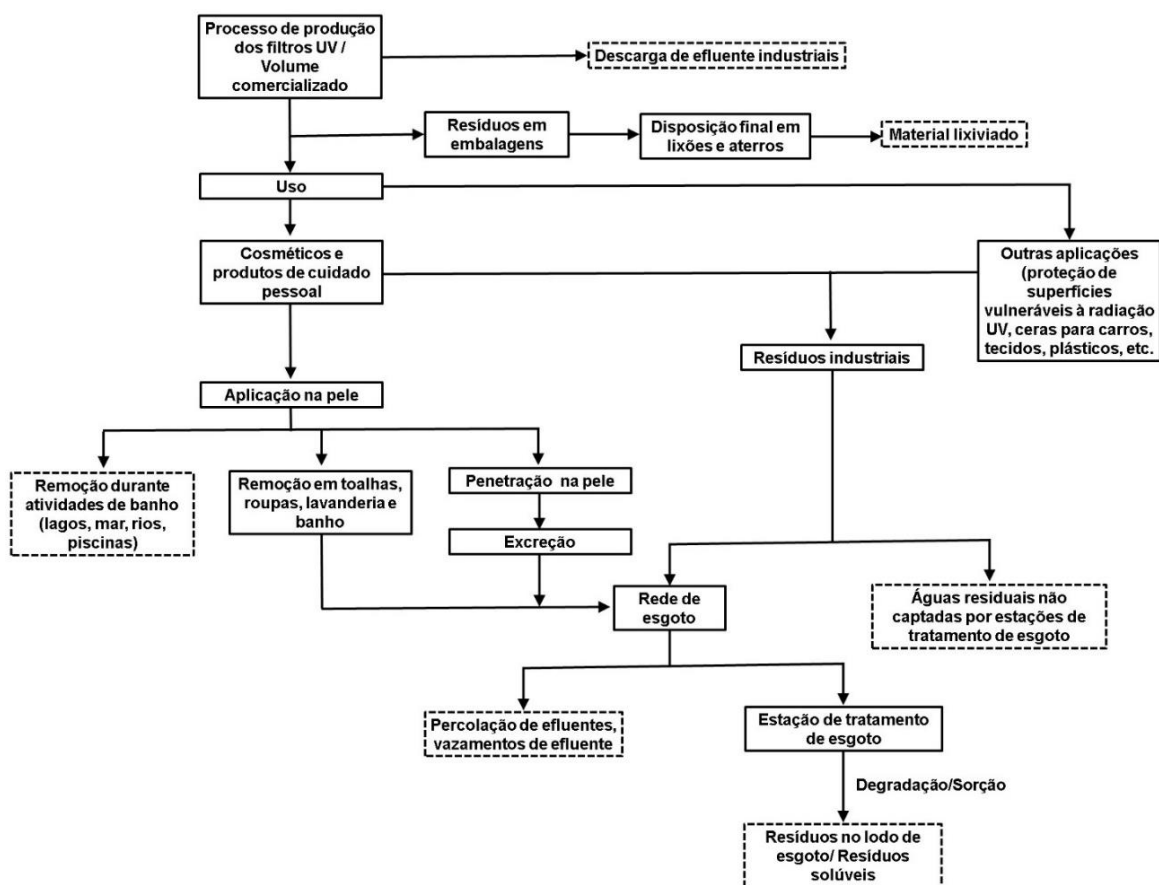 Processo de produção
dos filtros UV /
Volume
comercializado
Descarga de efluente industriais
Resíduos em
embalagens
Disposição final em
lixões e aterros
Material lixiviado
Uso
Cosméticos e
produtos de cuidado
pessoal
Outras aplicações
(proteção de
superfícies
vulneráveis à radiação
UV, ceras para carros,
tecidos, plásticos, etc.
Resíduos industriais
Aplicação na pele
Remoção durante
atividades de banho
(lagos, mar, rios,
piscinas)
Remoção em toalhas,
roupas, lavanderia e
banho
Penetração na pele
Excreção
Rede de
esgoto
Águas residuais não
captadas por estações de
tratamento de esgoto
Percolação de efluentes,
vazamentos de efluente
Estação de tratamento
de esgoto
Degradação/Sorção
Resíduos no lodo de
esgoto/ Resíduos
solúveis